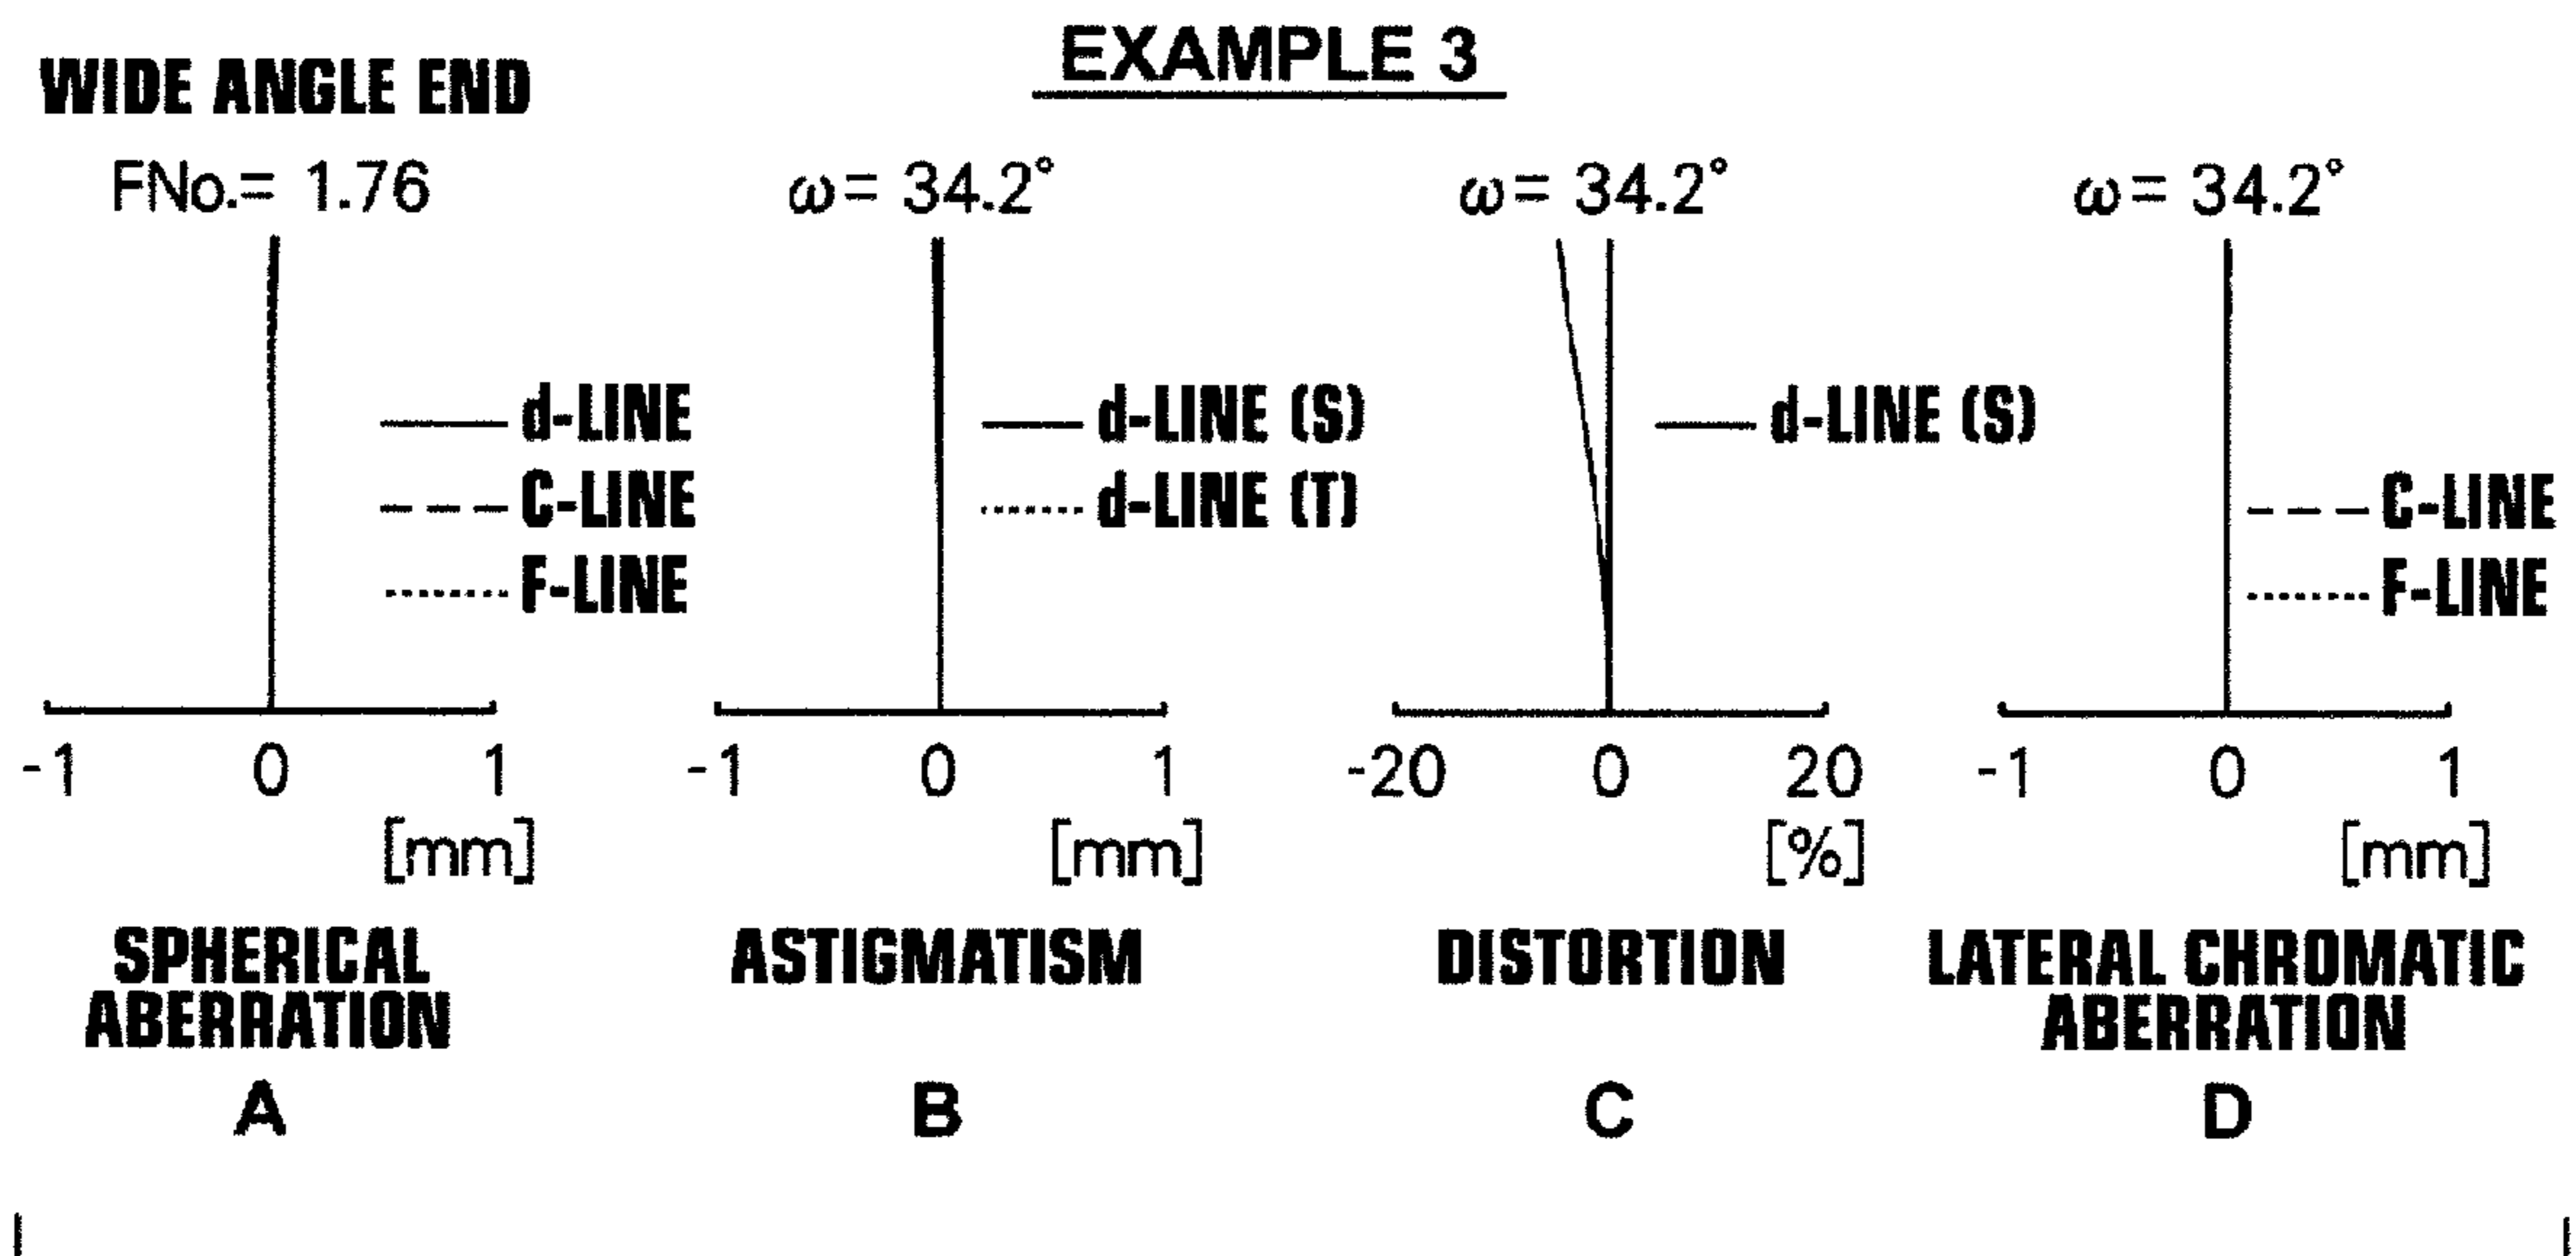 EXAMPLE 3
WIDE ANGLE END
FNo.= 1.76
ω= 34.2°
ω= 34.2°
ω= 34.2°
d-LINE
C-LINE
F-LINE
d-LINE (S)
d-LINE (T)
d-LINE (S)
C-LINE
F-LINE
-1 0 1
-1 0 1
-20 0 20
-1 0 1
[mm]
[mm]
[%]
[mm]
SPHERICAL
ABERRATION
ASTIGMATISM
DISTORTION
LATERAL CHROMATIC
ABERRATION
A
B
C
D